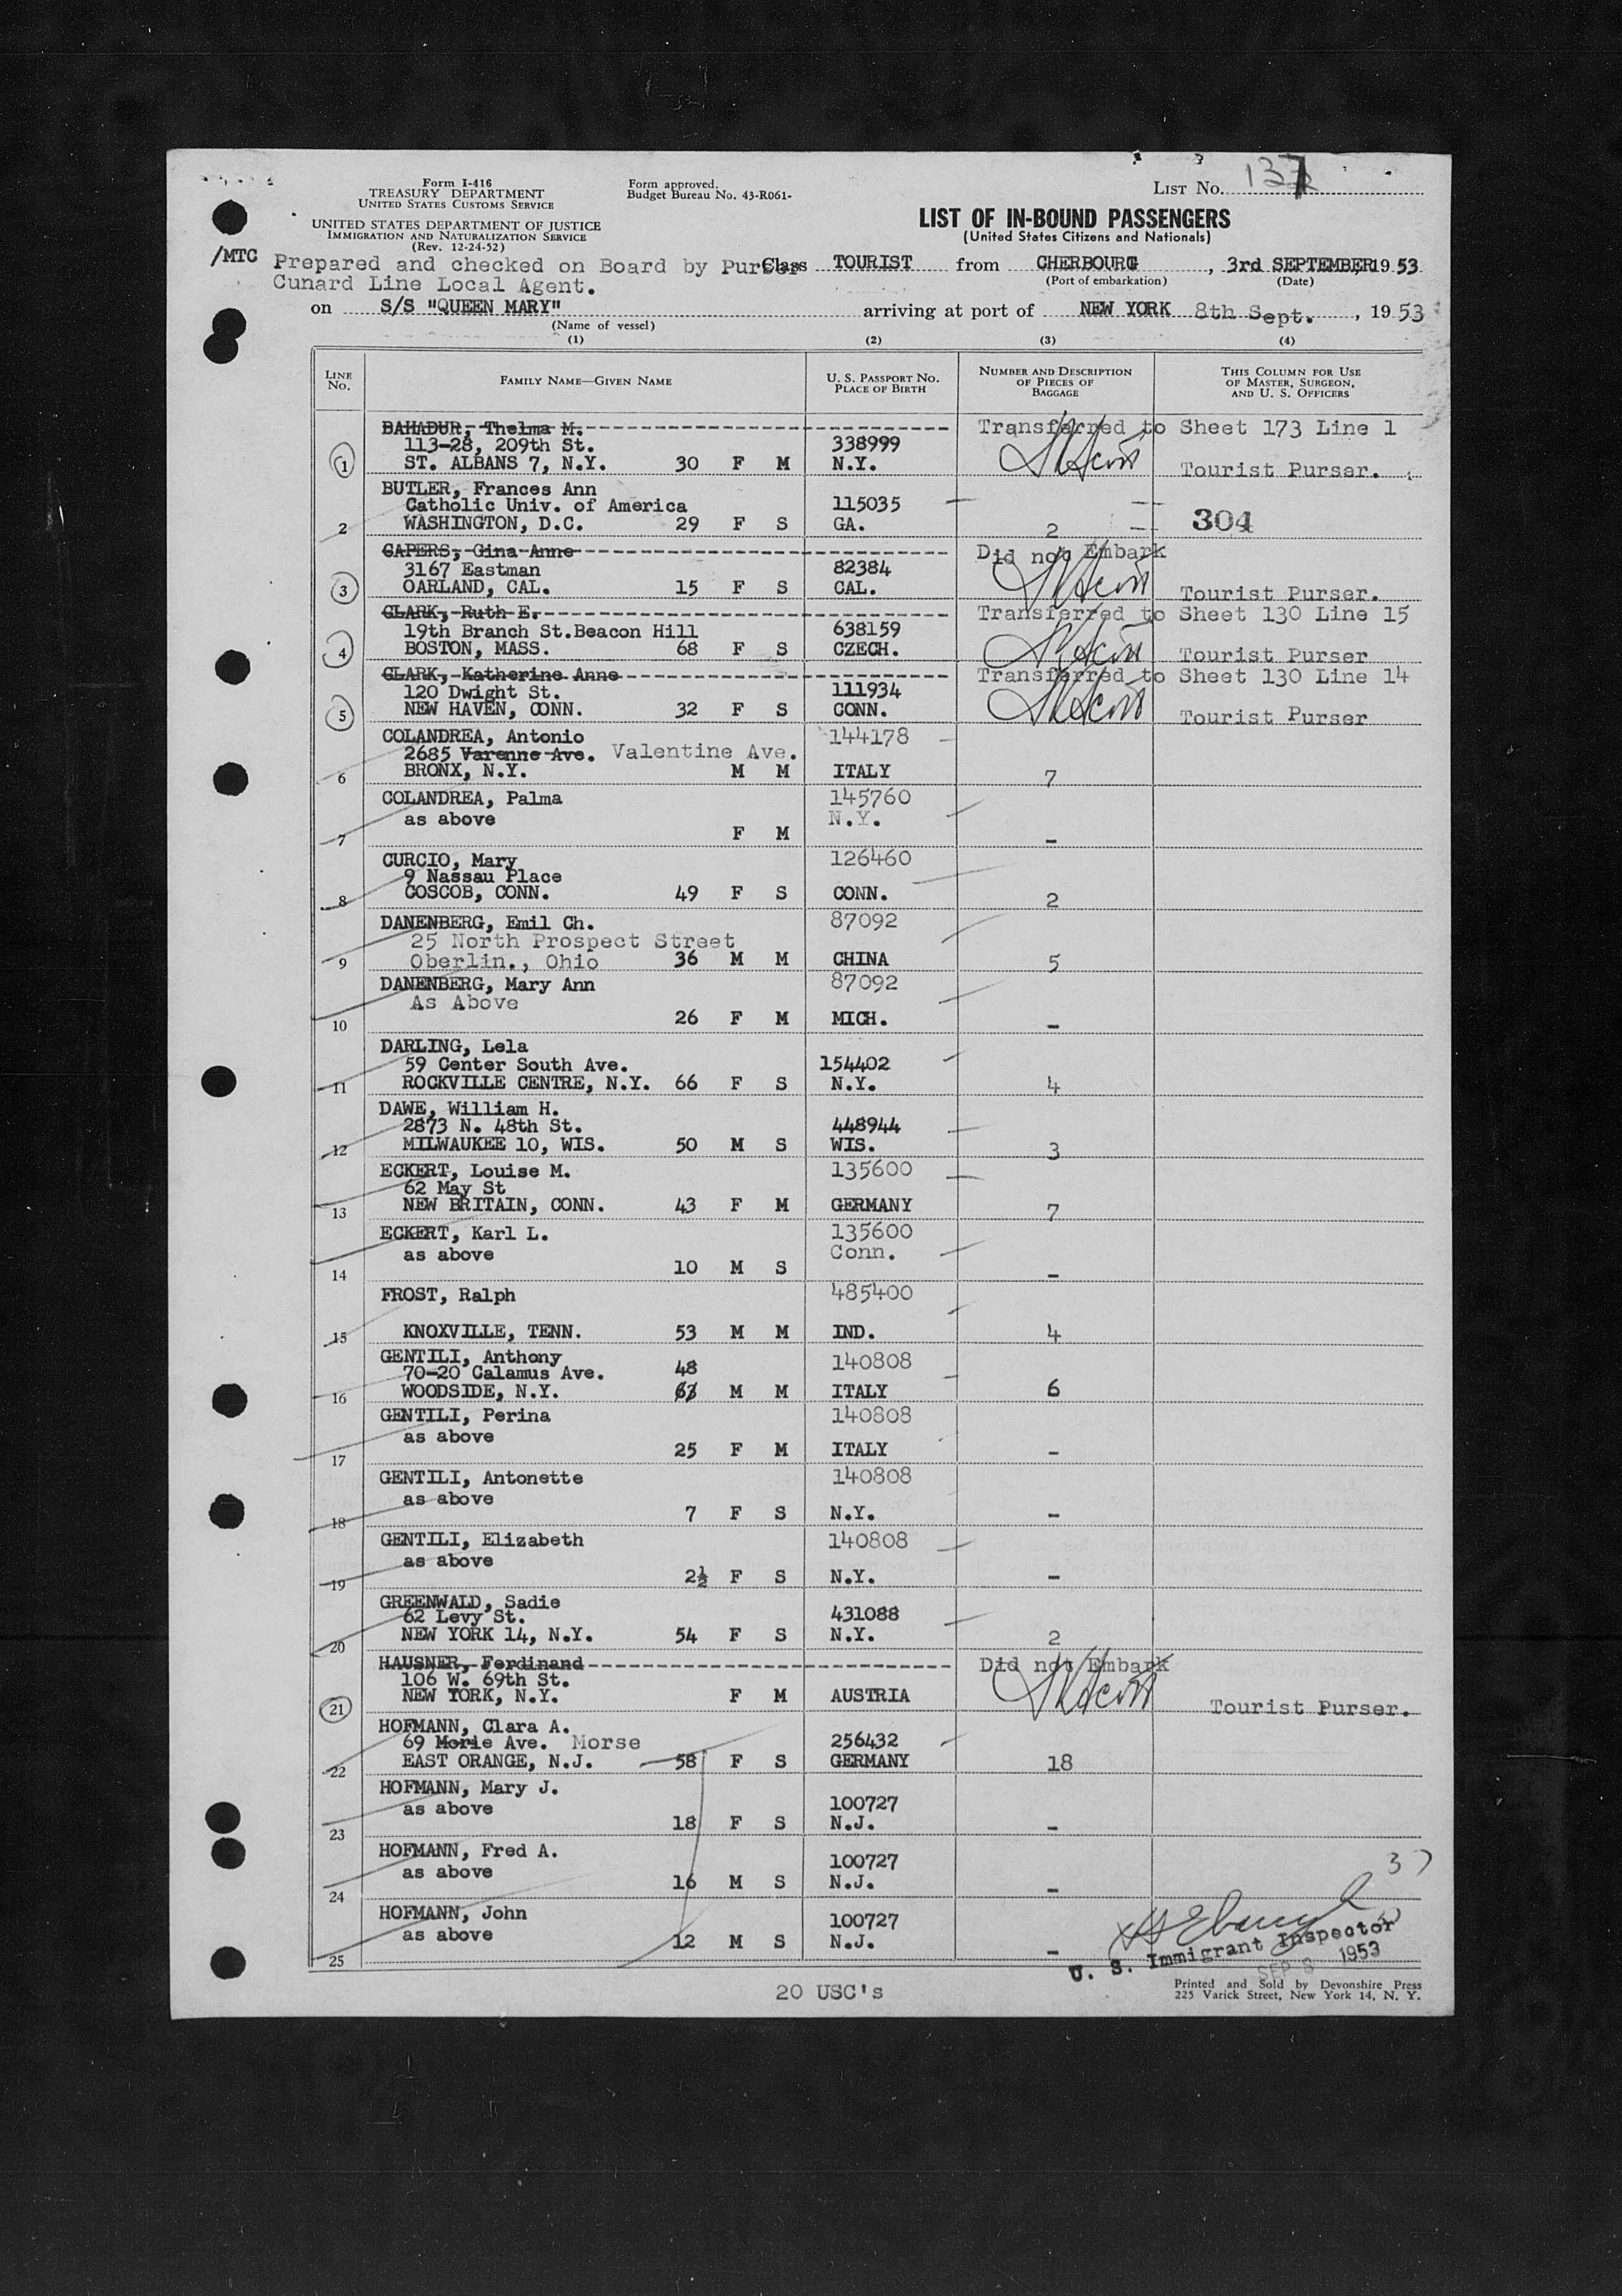 Form I-416
TREASURY DEPARTMENT
UNITED STATES CUSTOMS SERVICE
UNITED STATES DEPARTMENT OF JUSTICE
IMMIGRATION AND NATURALIZATION SERVICE
(Rev. 12-24-52)
Form approved.
Budget Bureau No. 43-R061-
LIST NO. 137
LIST OF IN-BOUND PASSENGERS
(United States Citizens and Nationals)
/MTC Prepared and checked on Board by Purser Class TOURIST from CHERBOURG, 3rd SEPTEMBER 1953
Cunard Line Local Agent. (Port of embarkation) (Date)
on S/S "QUEEN MARY" arriving at port of NEW YORK 8th Sept., 1953
(Name of vessel)
(1) (2) (3) (4)
LINE NO. FAMILY NAME—GIVEN NAME U. S. PASSPORT NO. PLACE OF BIRTH NUMBER AND DESCRIPTION OF PIECES OF BAGGAGE THIS COLUMN FOR USE OF MASTER, SURGEON, AND U. S. OFFICERS
BAHADUR, Thelma M. Transferred to Sheet 173 Line 1
113-28, 209th St. 338999
1 ST. ALBANS 7, N.Y. 30 F M N.Y. Tourist Purser.
BUTLER, Frances Ann
Catholic Univ. of America 115035
2 WASHINGTON, D.C. 29 F S GA. 2 304
CAPERS, Gina Anne Did not Embark
3167 Eastman 82384
3 OARLAND, CAL. 15 F S CAL. Tourist Purser.
CLARK, Ruth E. Transferred to Sheet 130 Line 15
19th Branch St.Beacon Hill 638159
4 BOSTON, MASS. 68 F S CZECH. Tourist Purser
CLARK, Katherine Anne Transferred to Sheet 130 Line 14
120 Dwight St. 111934
5 NEW HAVEN, CONN. 32 F S CONN. Tourist Purser
COLANDREA, Antonio 144178
2685 Varenne Ave. Valentine Ave.
6 BRONX, N.Y. M M ITALY 7
COLANDREA, Palma 145760
as above N.Y.
7 F M -
CURCIO, Mary 126460
9 Nassau Place
8 COSCOB, CONN. 49 F S CONN. 2
DANENBERG, Emil Ch. 87092
25 North Prospect Street
9 Oberlin., Ohio 36 M M CHINA 5
DANENBERG, Mary Ann 87092
As Above
10 26 F M MICH. -
DARLING, Lela
59 Center South Ave. 154402
11 ROCKVILLE CENTRE, N.Y. 66 F S N.Y. 4
DAWE, William H.
2873 N. 48th St. 448944
12 MILWAUKEE 10, WIS. 50 M S WIS. 3
ECKERT, Louise M. 135600
62 May St
13 NEW BRITAIN, CONN. 43 F M GERMANY 7
ECKERT, Karl L. 135600
as above Conn.
14 10 M S -
FROST, Ralph 485400
15 KNOXVILLE, TENN. 53 M M IND. 4
GENTILI, Anthony 140808
70-20 Calamus Ave. 48
16 WOODSIDE, N.Y. M M ITALY 6
GENTILI, Perina 140808
as above
17 25 F M ITALY -
GENTILI, Antonette 140808
as above
18 7 F S N.Y. -
GENTILI, Elizabeth 140808
as above
19 2½ F S N.Y. -
GREENWALD, Sadie
62 Levy St. 431088
20 NEW YORK 14, N.Y. 54 F S N.Y. 2
HAUSNER, Ferdinand Did not Embark
106 W. 69th St.
21 NEW YORK, N.Y. F M AUSTRIA Tourist Purser.
HOFMANN, Clara A.
69 Morie Ave. Morse 256432
22 EAST ORANGE, N.J. 58 F S GERMANY 18
HOFMANN, Mary J.
as above 100727
23 18 F S N.J. -
HOFMANN, Fred A.
as above 100727
24 16 M S N.J. -
HOFMANN, John
as above 100727
25 12 M S N.J. -
U. S. Immigrant Inspector
SEP 8 1953
20 USC's
Printed and Sold by Devonshire Press
225 Varick Street, New York 14, N. Y.